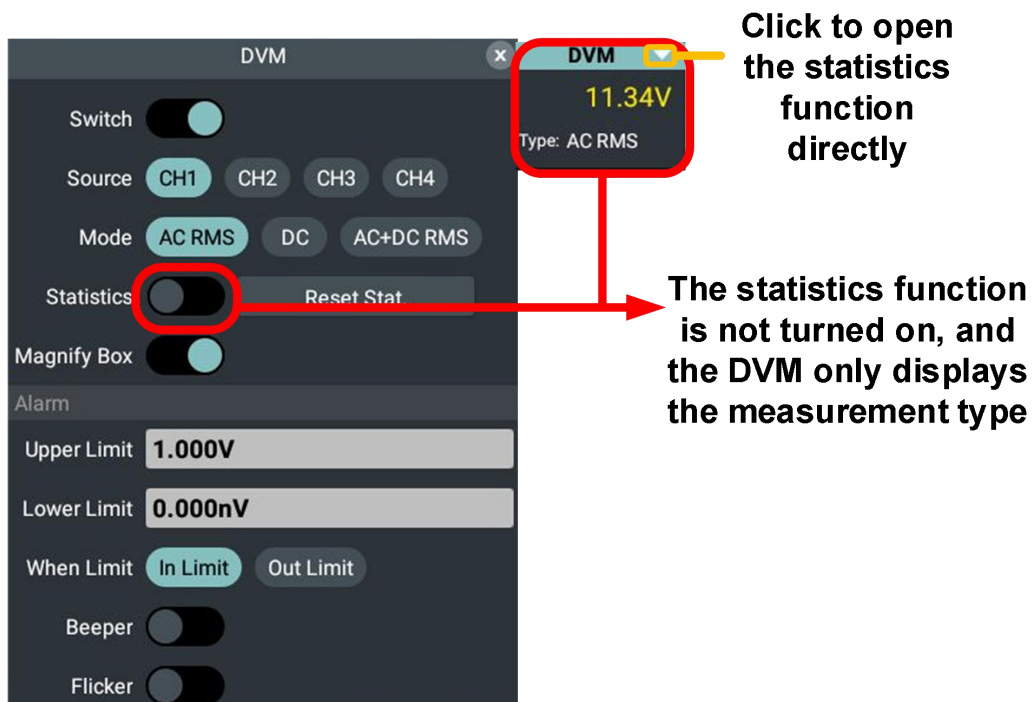 DVM
Switch
Source CH1 CH2 CH3 CH4
Mode AC RMS DC AC+DC RMS
Statistics Reset Stat
Magnify Box
Alarm
Upper Limit 1.000V
Lower Limit 0.000nV
When Limit In Limit Out Limit
Beeper
Flicker
DVM
11.34V
Type: AC RMS
Click to open
the statistics
function
directly
The statistics function
is not turned on, and
the DVM only displays
the measurement type